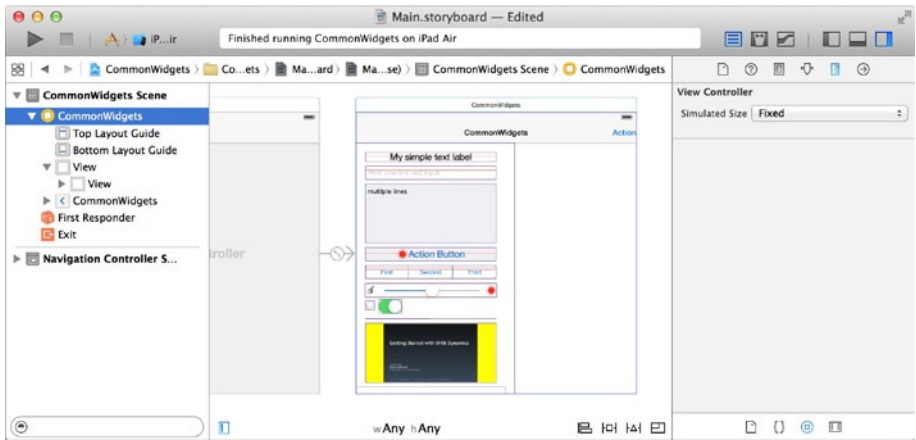 Main.storyboard — Edited
iP...ir
Finished running CommonWidgets on iPad Air
CommonWidgets
Co...ets
Ma...ard
Ma...se)
CommonWidgets Scene
CommonWidgets
CommonWidgets Scene
CommonWidgets
Top Layout Guide
Bottom Layout Guide
View
View
CommonWidgets
First Responder
Exit
Navigation Controller S...
troller
CommonWidgets
CommonWidgets
Action
My simple text label
multiple lines
Action Button
First
Second
Third
Getting Started with UIKit Dynamics
wAny hAny
View Controller
Simulated Size
Fixed